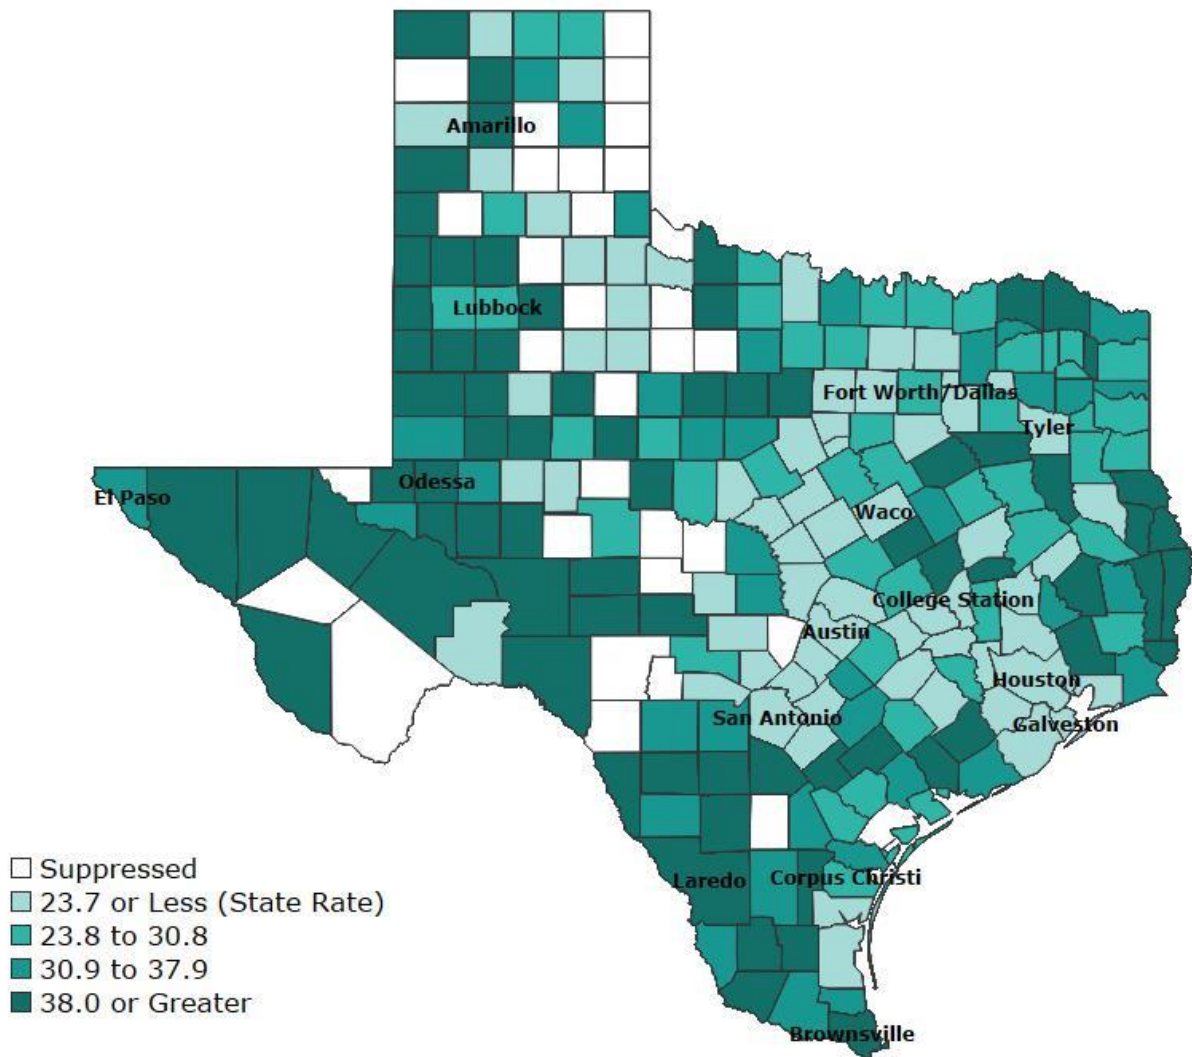 Amarillo
Lubbock
Fort Worth/Dallas
Tyler
El Paso
Odessa
Waco
College Station
Austin
Houston
San Antonio
Galveston
Suppressed
23.7 or Less (State Rate)
23.8 to 30.8
30.9 to 37.9
38.0 or Greater
Laredo
Corpus Christi
Brownsville